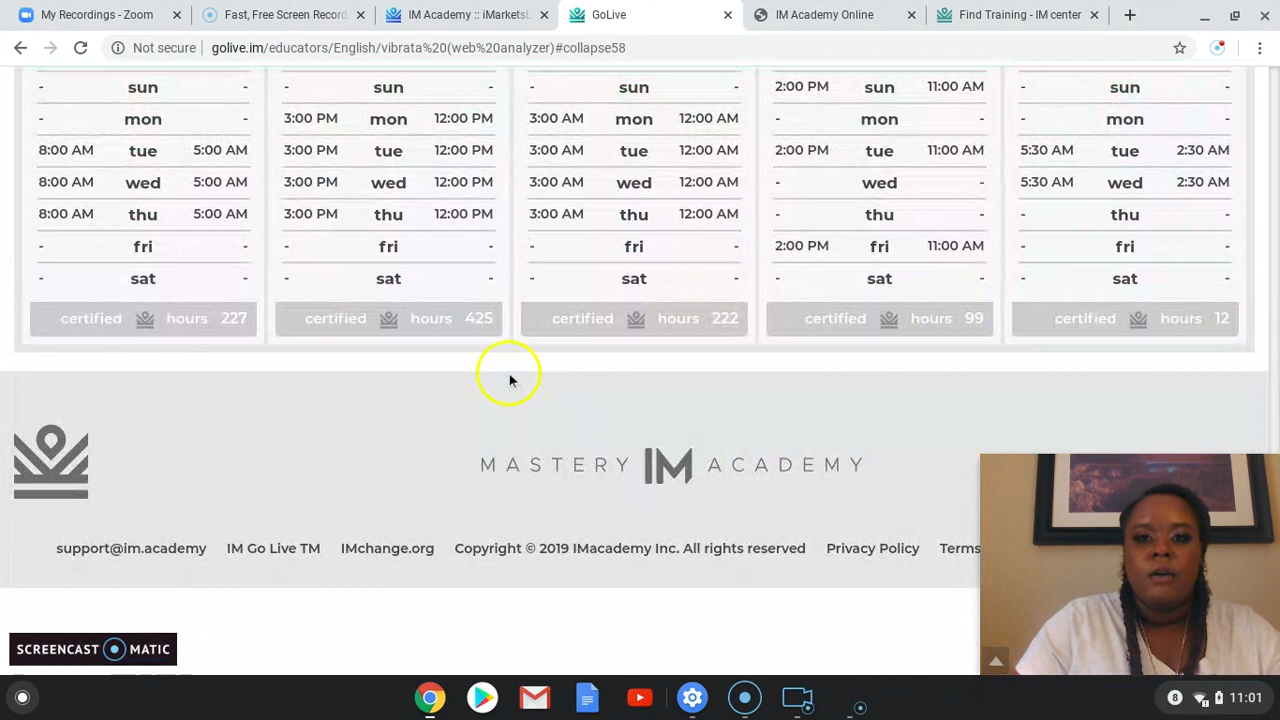 My Recordings - Zoom
Fast, Free Screen Record
IM Academy :: iMarketsL
GoLive
IM Academy Online
Find Training - IM center
Not secure golive.im/educators/English/vibrata%20(web%20analyzer)#collapse58
- sun - - sun - - sun - 2:00 PM sun 11:00 AM - sun -
- mon - 3:00 PM mon 12:00 PM 3:00 AM mon 12:00 AM - mon - - mon -
8:00 AM tue 5:00 AM 3:00 PM tue 12:00 PM 3:00 AM tue 12:00 AM 2:00 PM tue 11:00 AM 5:30 AM tue 2:30 AM
8:00 AM wed 5:00 AM 3:00 PM wed 12:00 PM 3:00 AM wed 12:00 AM - wed - 5:30 AM wed 2:30 AM
8:00 AM thu 5:00 AM 3:00 PM thu 12:00 PM 3:00 AM thu 12:00 AM - thu - - thu -
- fri - - fri - - fri - 2:00 PM fri 11:00 AM - fri -
- sat - - sat - - sat - - sat - - sat -
certified hours 227 certified hours 425 certified hours 222 certified hours 99 certified hours 12
MASTERY IM ACADEMY
support@im.academy IM Go Live TM IMchange.org Copyright © 2019 IMacademy Inc. All rights reserved Privacy Policy Terms
SCREENCAST MATIC
8 11:01